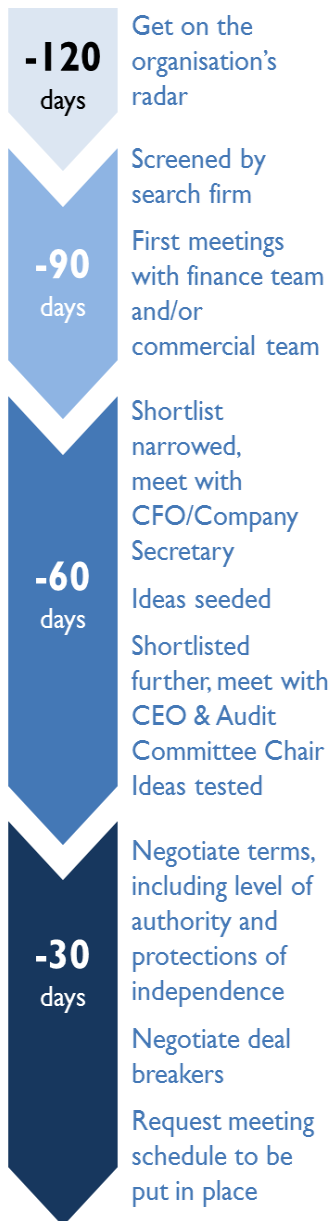 -120
days
Get on the
organisation's
radar
-90
days
Screened by
search firm
First meetings
with finance team
and/or
commercial team
-60
days
Shortlist
narrowed,
meet with
CFO/Company
Secretary
Ideas seeded
Shortlisted
further, meet with
CEO & Audit
Committee Chair
Ideas tested
-30
days
Negotiate terms,
including level of
authority and
protections of
independence
Negotiate deal
breakers
Request meeting
schedule to be
put in place